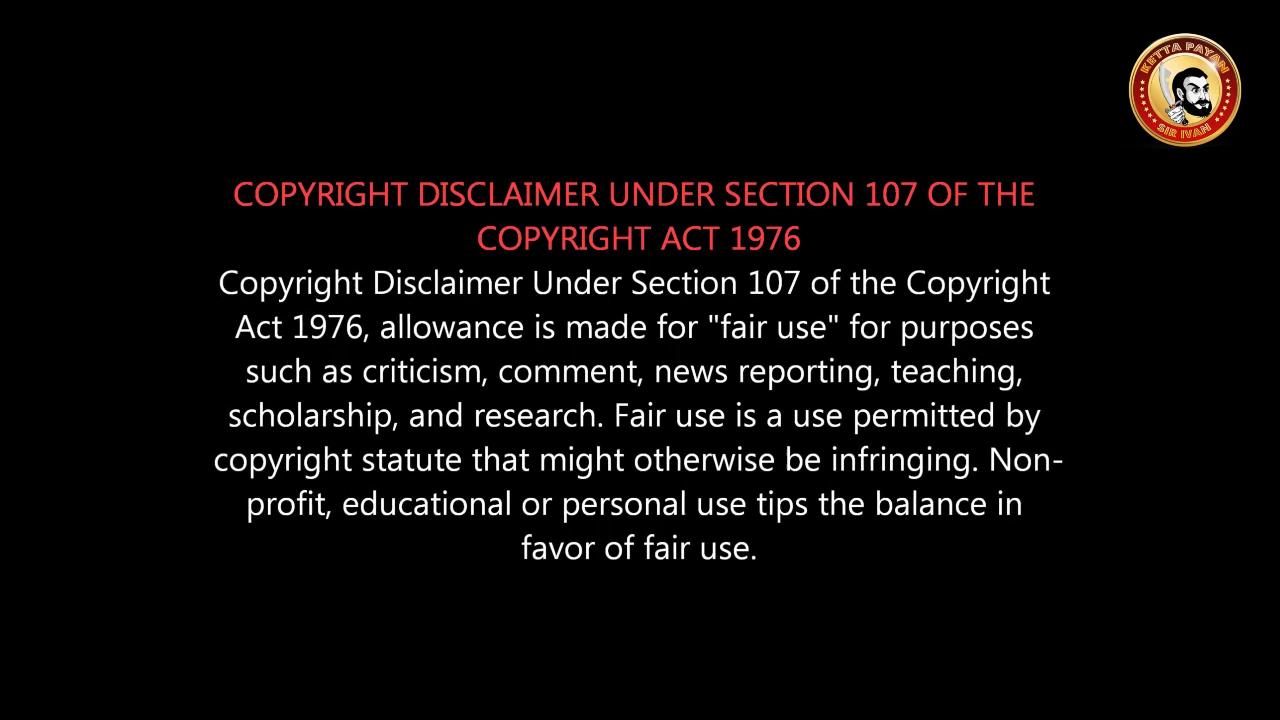 KETTA PAYAN
SIR IVAN
COPYRIGHT DISCLAIMER UNDER SECTION 107 OF THE
COPYRIGHT ACT 1976
Copyright Disclaimer Under Section 107 of the Copyright
Act 1976, allowance is made for "fair use" for purposes
such as criticism, comment, news reporting, teaching,
scholarship, and research. Fair use is a use permitted by
copyright statute that might otherwise be infringing. Non-
profit, educational or personal use tips the balance in
favor of fair use.